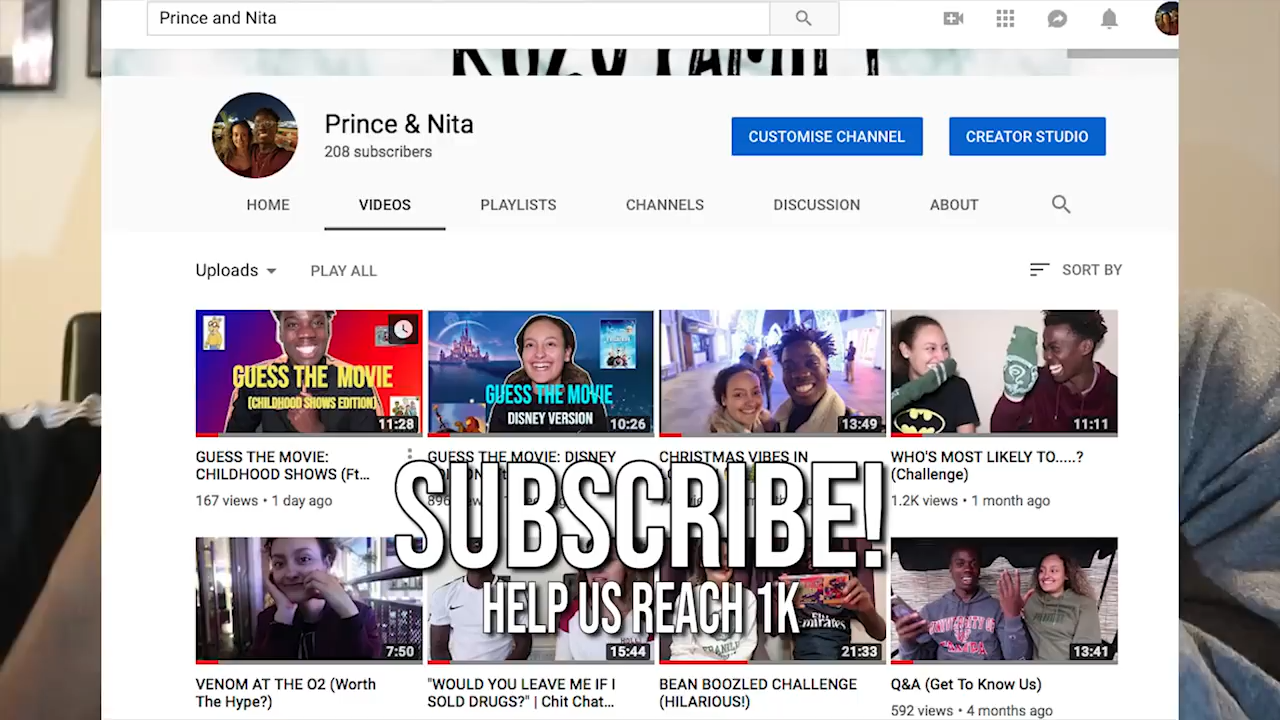 Prince and Nita
Prince & Nita
208 subscribers
CUSTOMISE CHANNEL
CREATOR STUDIO
HOME
VIDEOS
PLAYLISTS
CHANNELS
DISCUSSION
ABOUT
Uploads
PLAY ALL
SORT BY
GUESS THE MOVIE
(CHILDHOOD SHOWS EDITION)
11:28
GUESS THE MOVIE
DISNEY VERSION
10:26
13:49
11:11
GUESS THE MOVIE:
CHILDHOOD SHOWS (Ft...
167 views • 1 day ago
GUESS THE MOVIE: DISNEY
CHRISTMAS VIBES IN
WHO'S MOST LIKELY TO.....?
(Challenge)
1.2K views • 1 month ago
SUBSCRIBE!
HELP US REACH 1K
7:50
15:44
21:33
13:41
VENOM AT THE O2 (Worth
The Hype?)
"WOULD YOU LEAVE ME IF I
SOLD DRUGS?" | Chit Chat...
BEAN BOOZLED CHALLENGE
(HILARIOUS!)
Q&A (Get To Know Us)
592 views • 4 months ago